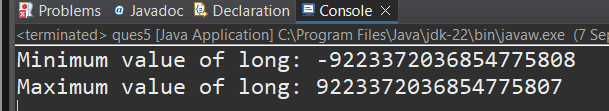 Problems Javadoc Declaration Console
<terminated> ques5 [Java Application] C:\Program Files\Java\jdk-22\bin\javaw.exe (7 Sep
Minimum value of long: -9223372036854775808
Maximum value of long: 9223372036854775807